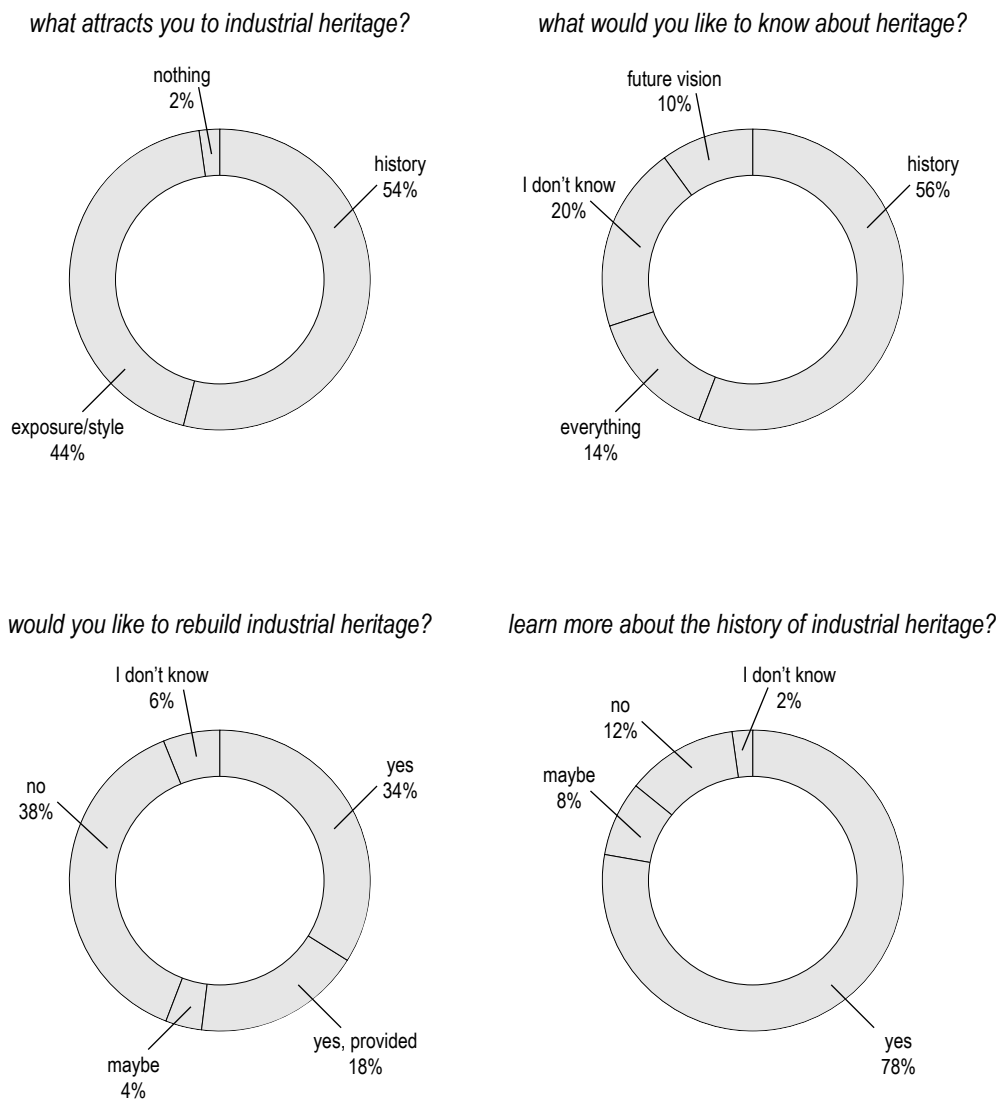 what attracts you to industrial heritage?
nothing
2%
history
54%
exposure/style
44%
what would you like to know about heritage?
future vision
10%
history
56%
I don't know
20%
everything
14%
would you like to rebuild industrial heritage?
I don't know
6%
yes
34%
no
38%
yes, provided
18%
maybe
4%
learn more about the history of industrial heritage?
I don't know
2%
no
12%
maybe
8%
yes
78%